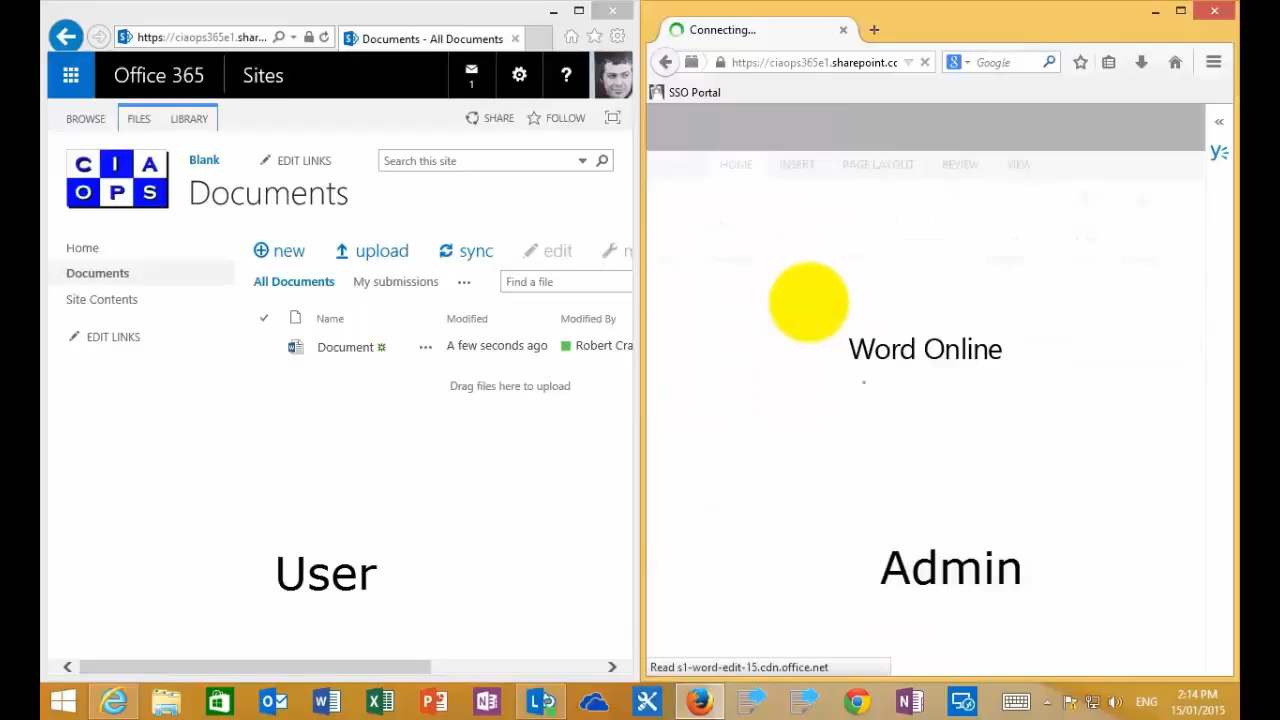 https://ciaops365e1.shar...
Documents - All Documents
Office 365
Sites
1
?
BROWSE
FILES
LIBRARY
SHARE
FOLLOW
CIA
OPS
Blank
EDIT LINKS
Search this site
Documents
Home
Documents
Site Contents
EDIT LINKS
new
upload
sync
edit
All Documents
My submissions
...
Find a file
Name
Modified
Modified By
Document
...
A few seconds ago
Robert Cra
Drag files here to upload
User
Connecting...
https://ciaops365e1.sharepoint.cc
Google
SSO Portal
HOME
INSERT
PAGE LAYOUT
REVIEW
VIEW
Word Online
Admin
Read s1-word-edit-15.cdn.office.net
ENG
2:14 PM
15/01/2015